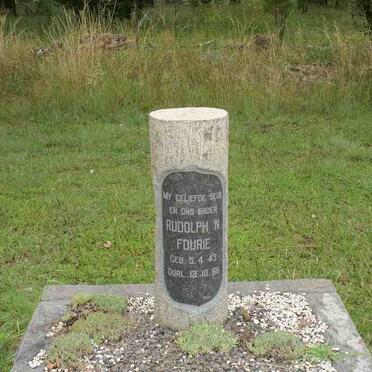 MY GELIEFDE SEUN
EN ONS BROER
RUDOLPH N.
FOURIE
GEB. 5.4.43
OORL. 13.10.66